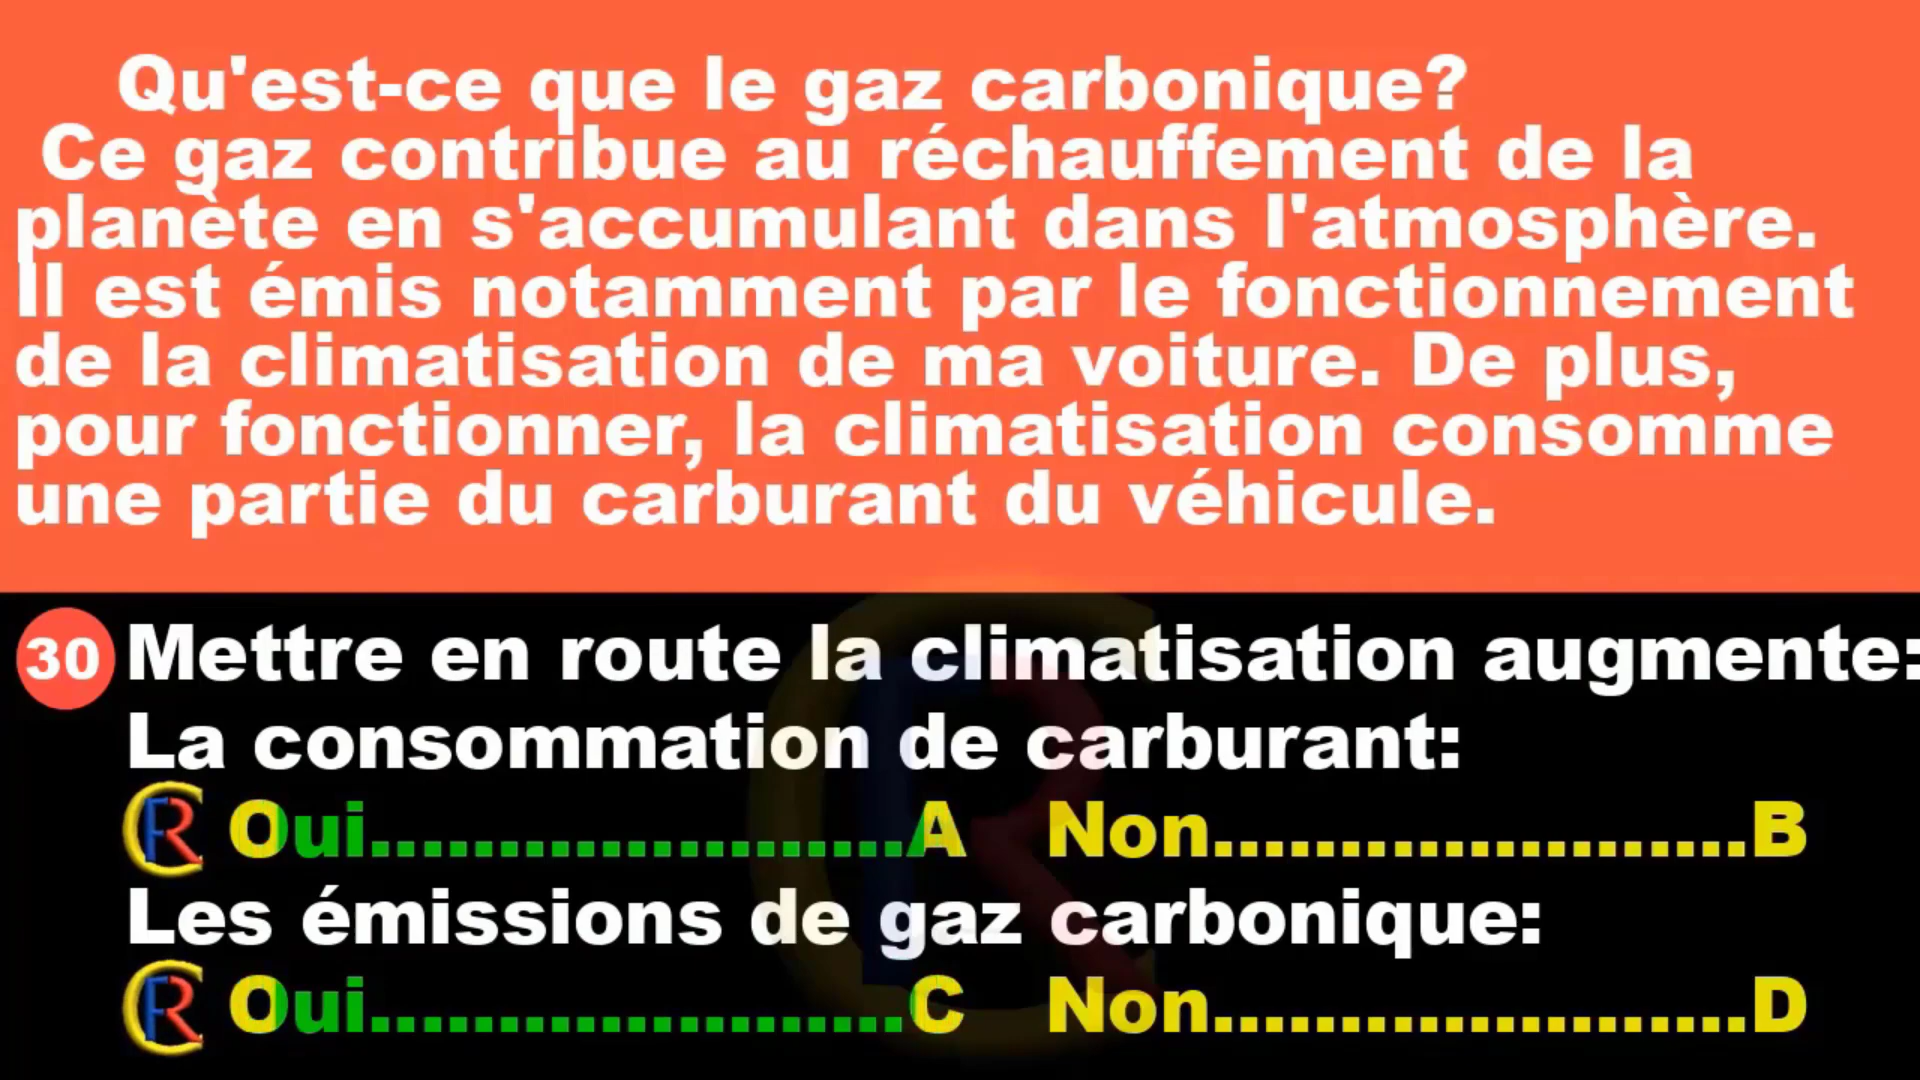 Qu'est-ce que le gaz carbonique?
Ce gaz contribue au réchauffement de la
planète en s'accumulant dans l'atmosphère.
Il est émis notamment par le fonctionnement
de la climatisation de ma voiture. De plus,
pour fonctionner, la climatisation consomme
une partie du carburant du véhicule.
30 Mettre en route la climatisation augmente:
La consommation de carburant:
CFR Oui.....................A Non.....................B
Les émissions de gaz carbonique:
CFR Oui.....................C Non.....................D